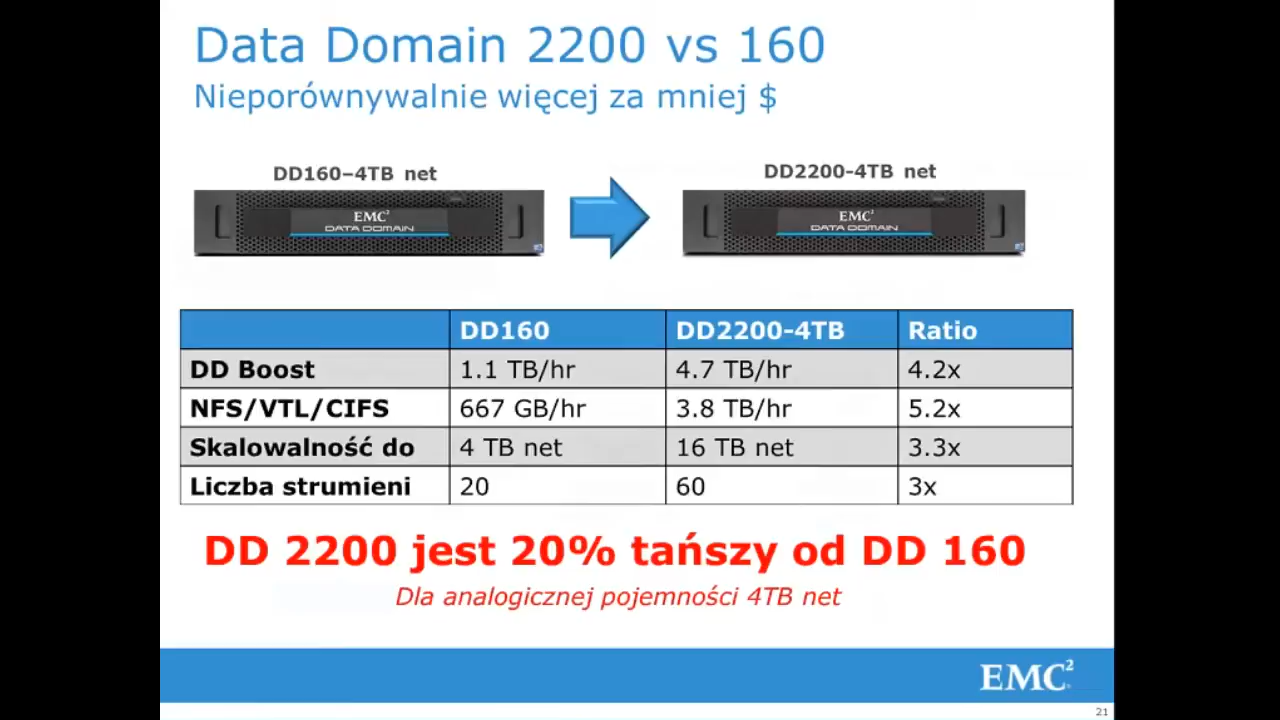 Data Domain 2200 vs 160
Nieporównywalnie więcej za mniej $
DD160–4TB net
DD2200-4TB net
EMC²
DATA DOMAIN
EMC²
DATA DOMAIN
DD160 DD2200-4TB Ratio
DD Boost 1.1 TB/hr 4.7 TB/hr 4.2x
NFS/VTL/CIFS 667 GB/hr 3.8 TB/hr 5.2x
Skalowalność do 4 TB net 16 TB net 3.3x
Liczba strumieni 20 60 3x
DD 2200 jest 20% tańszy od DD 160
Dla analogicznej pojemności 4TB net
EMC²
21